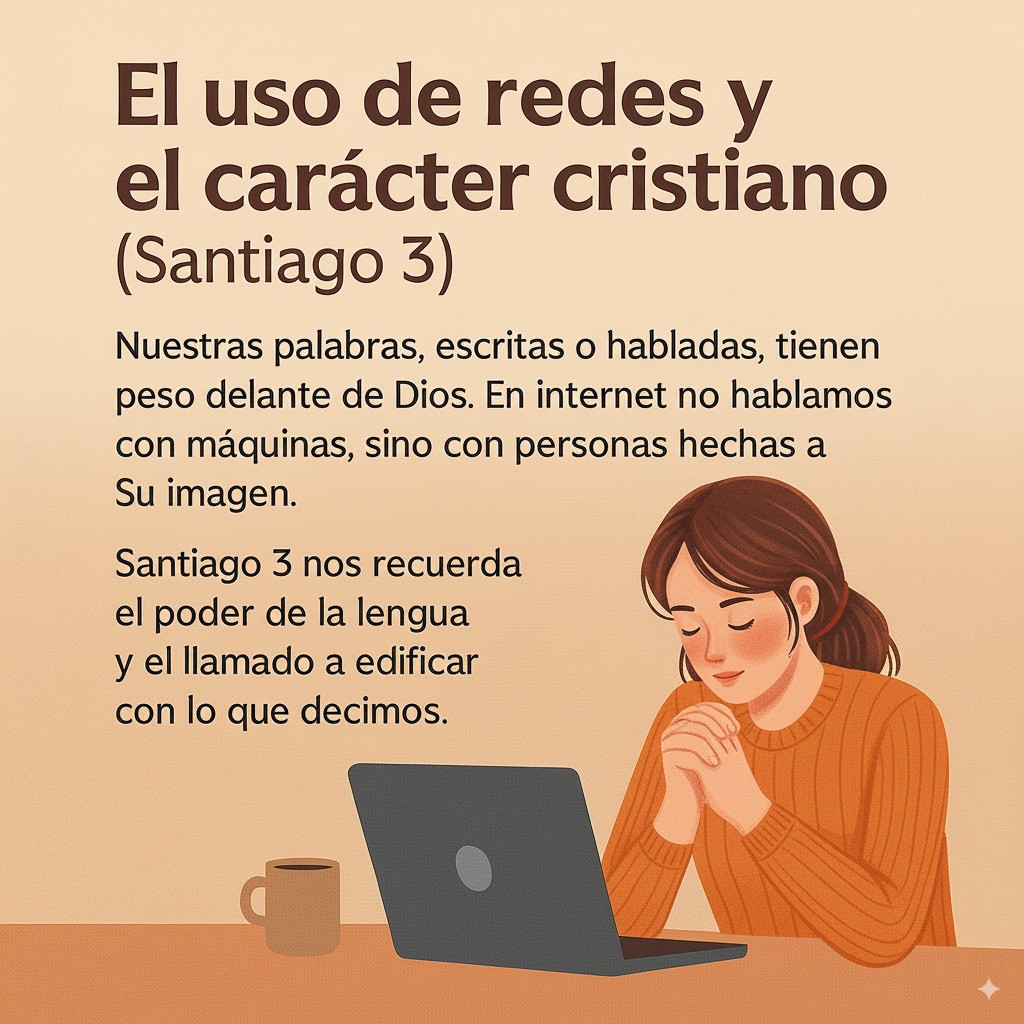 El uso de redes y
el carácter cristiano
(Santiago 3)
Nuestras palabras, escritas o habladas, tienen
peso delante de Dios. En internet no hablamos
con máquinas, sino con personas hechas a
Su imagen.
Santiago 3 nos recuerda
el poder de la lengua
y el llamado a edificar
con lo que decimos.